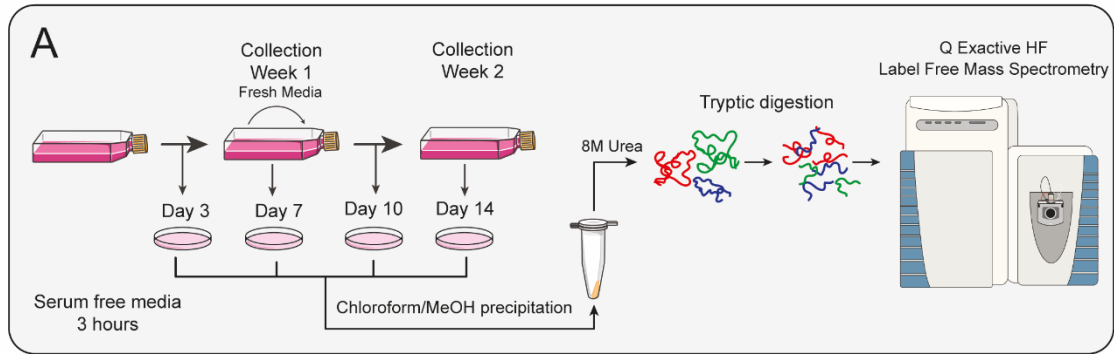 A
Collection
Week 1
Fresh Media
Collection
Week 2
Q Exactive HF
Label Free Mass Spectrometry
Tryptic digestion
8M Urea
Day 3
Day 7
Day 10
Day 14
Serum free media
3 hours
Chloroform/MeOH precipitation